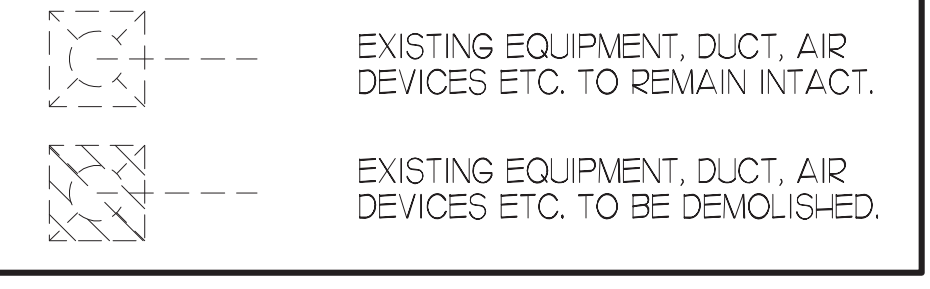 EXISTING EQUIPMENT, DUCT, AIR
DEVICES ETC. TO REMAIN INTACT.
EXISTING EQUIPMENT, DUCT, AIR
DEVICES ETC. TO BE DEMOLISHED.